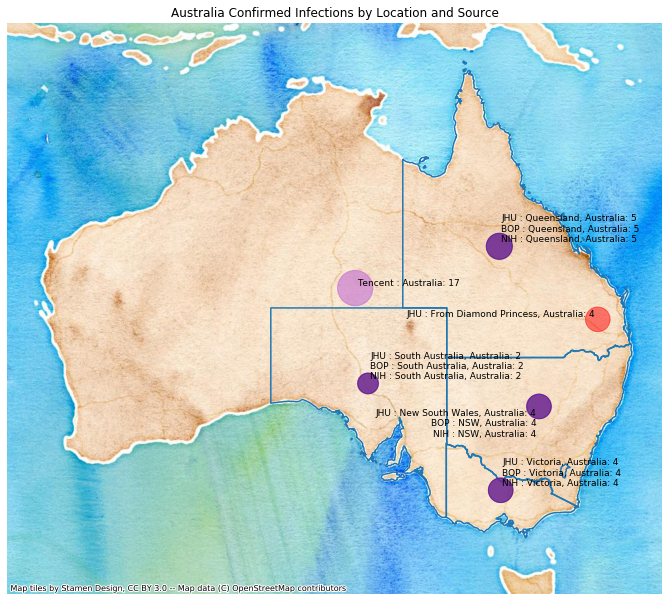 Australia Confirmed Infections by Location and Source
JHU : Queensland, Australia: 5
BOP : Queensland, Australia: 5
NIH : Queensland, Australia: 5
Tencent : Australia: 17
JHU : From Diamond Princess, Australia: 4
JHU : South Australia, Australia: 2
BOP : South Australia, Australia: 2
NIH : South Australia, Australia: 2
JHU : New South Wales, Australia: 4
BOP : NSW, Australia: 4
NIH : NSW, Australia: 4
JHU : Victoria, Australia: 4
BOP : Victoria, Australia: 4
NIH : Victoria, Australia: 4
Map tiles by Stamen Design, CC BY 3.0 -- Map data (C) OpenStreetMap contributors